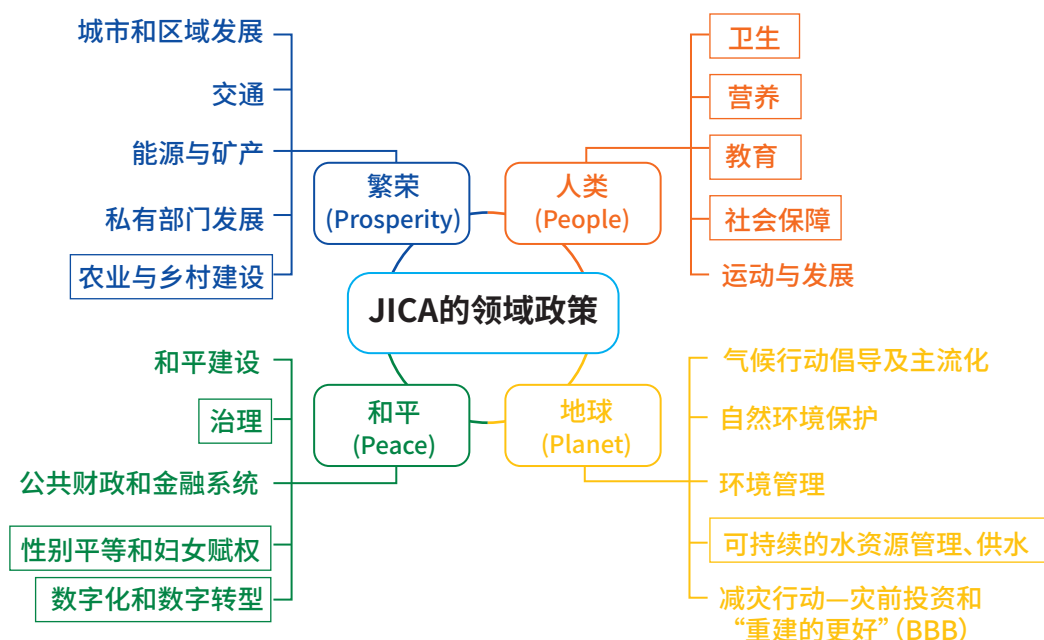 城市和区域发展
交通
能源与矿产
私有部门发展
农业与乡村建设
繁荣
(Prosperity)
人类
(People)
卫生
营养
教育
社会保障
运动与发展
JICA的领域政策
和平建设
治理
公共财政和金融系统
性别平等和妇女赋权
数字化和数字转型
和平
(Peace)
地球
(Planet)
气候行动倡导及主流化
自然环境保护
环境管理
可持续的水资源管理、供水
减灾行动—灾前投资和
“重建的更好”(BBB)